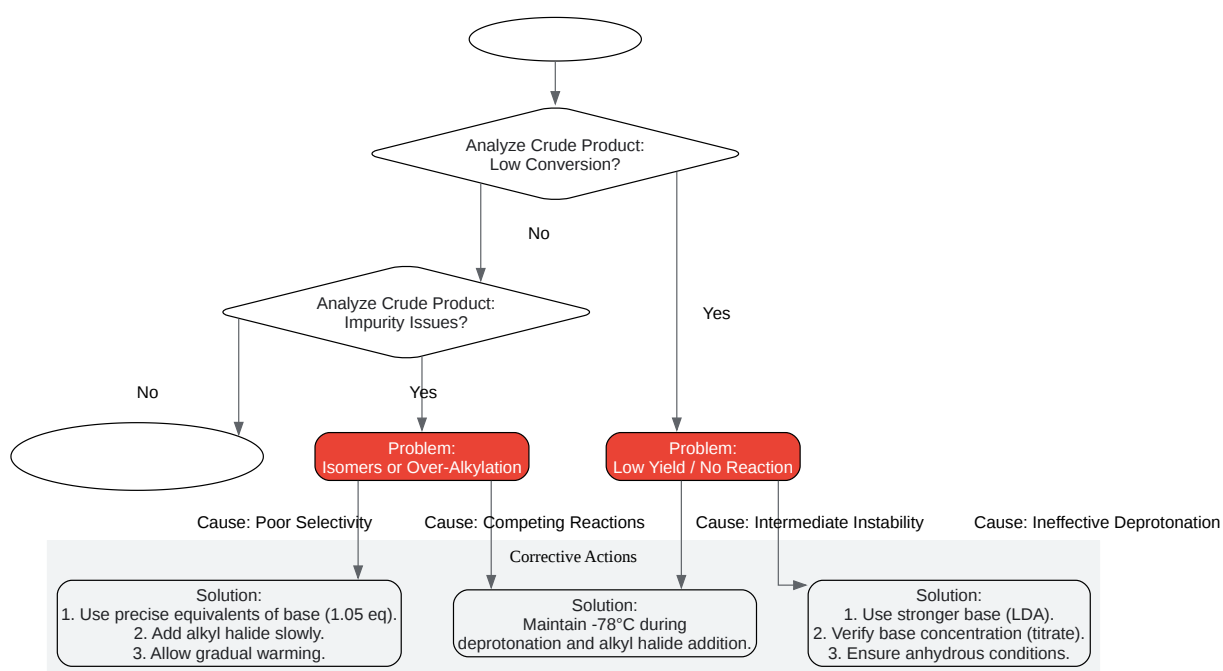 Analyze Crude Product:
Low Conversion?
No
Analyze Crude Product:
Impurity Issues?
Yes
No
Yes
Problem:
Isomers or Over-Alkylation
Problem:
Low Yield / No Reaction
Cause: Poor Selectivity
Cause: Competing Reactions
Cause: Intermediate Instability
Cause: Ineffective Deprotonation
Corrective Actions
Solution:
1. Use precise equivalents of base (1.05 eq).
2. Add alkyl halide slowly.
3. Allow gradual warming.
Solution:
Maintain -78°C during
deprotonation and alkyl halide addition.
Solution:
1. Use stronger base (LDA).
2. Verify base concentration (titrate).
3. Ensure anhydrous conditions.